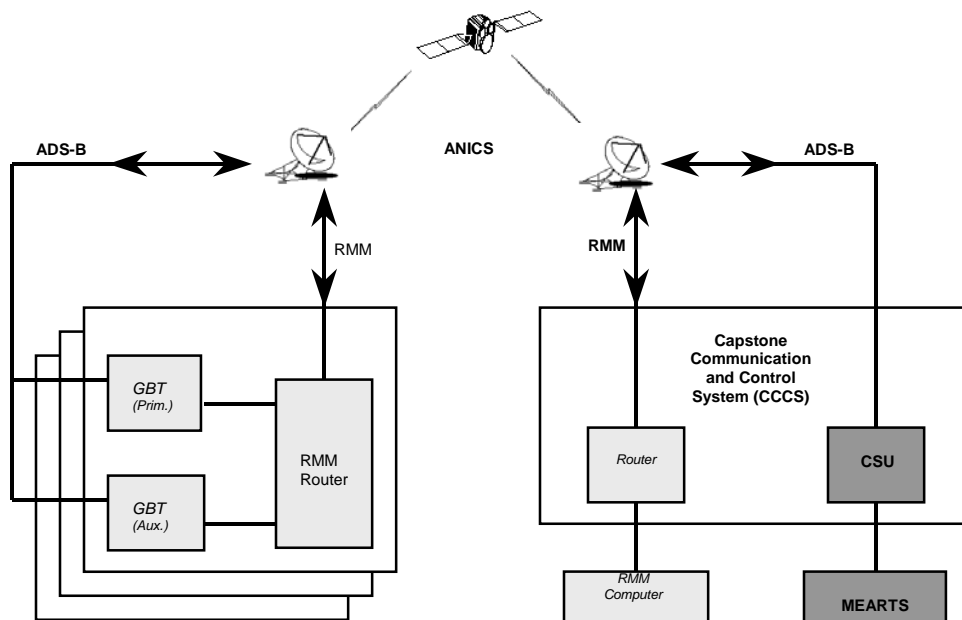 ADS-B
ANICS
ADS-B
RMM
RMM
Capstone
Communication
and Control
System (CCCS)
GBT
(Prim.)
RMM
Router
GBT
(Aux.)
Router
CSU
RMM
Computer
MEARTS